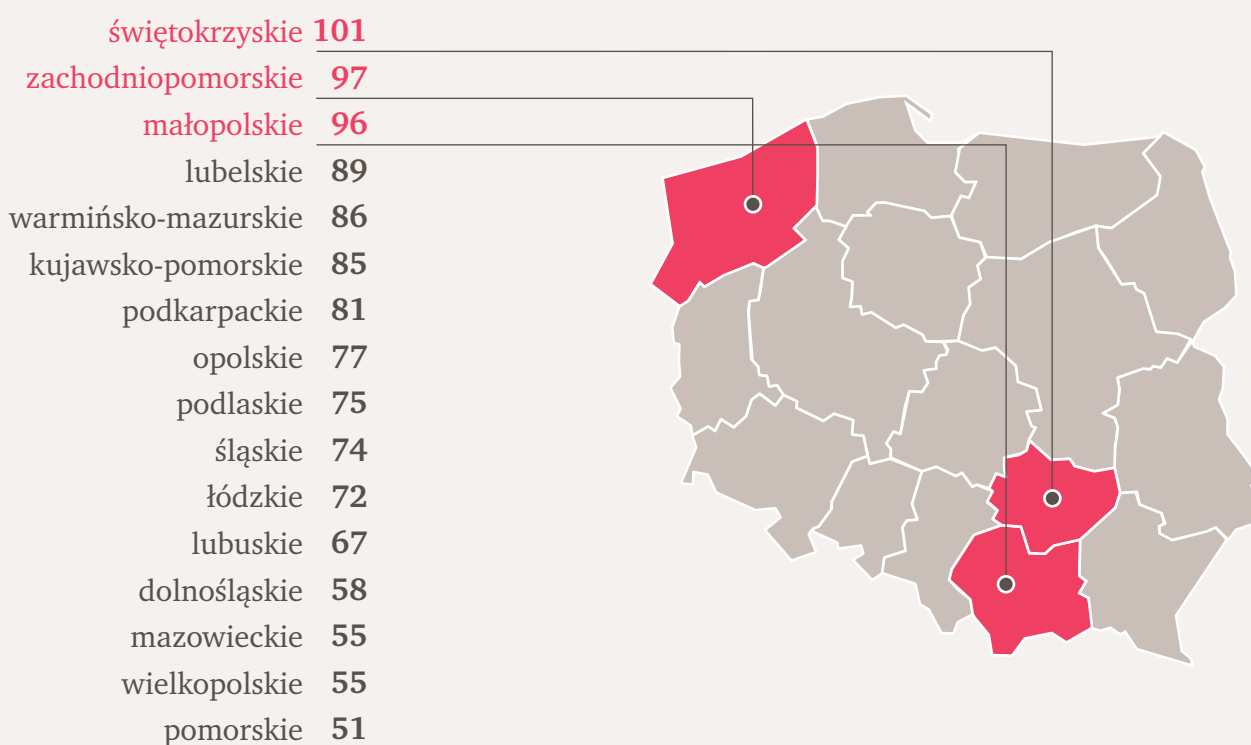 świętokrzyskie 101
zachodniopomorskie 97
małopolskie 96
lubelskie 89
warmińsko-mazurskie 86
kujawsko-pomorskie 85
podkarpackie 81
opolskie 77
podlaskie 75
śląskie 74
łódzkie 72
lubuskie 67
dolnośląskie 58
mazowieckie 55
wielkopolskie 55
pomorskie 51